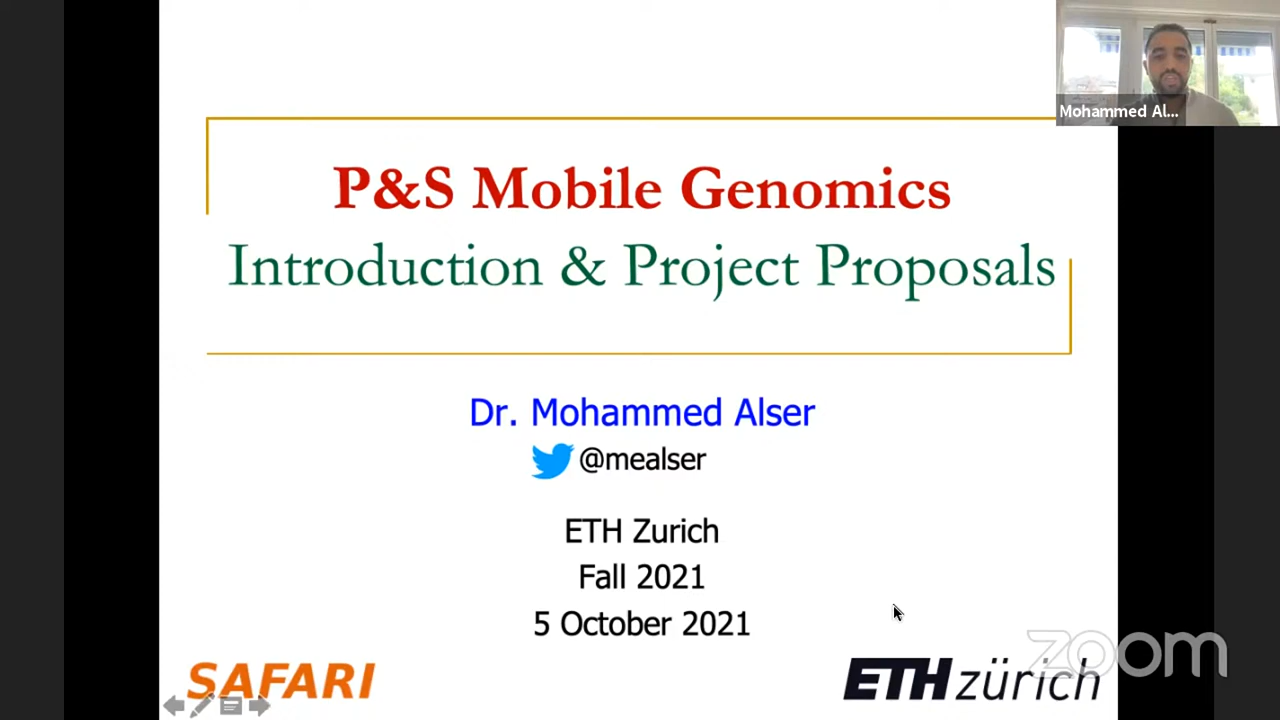 Mohammed Al...
P&S Mobile Genomics
Introduction & Project Proposals
Dr. Mohammed Alser
@mealser
ETH Zurich
Fall 2021
5 October 2021
SAFARI
ETH zürich
zoom